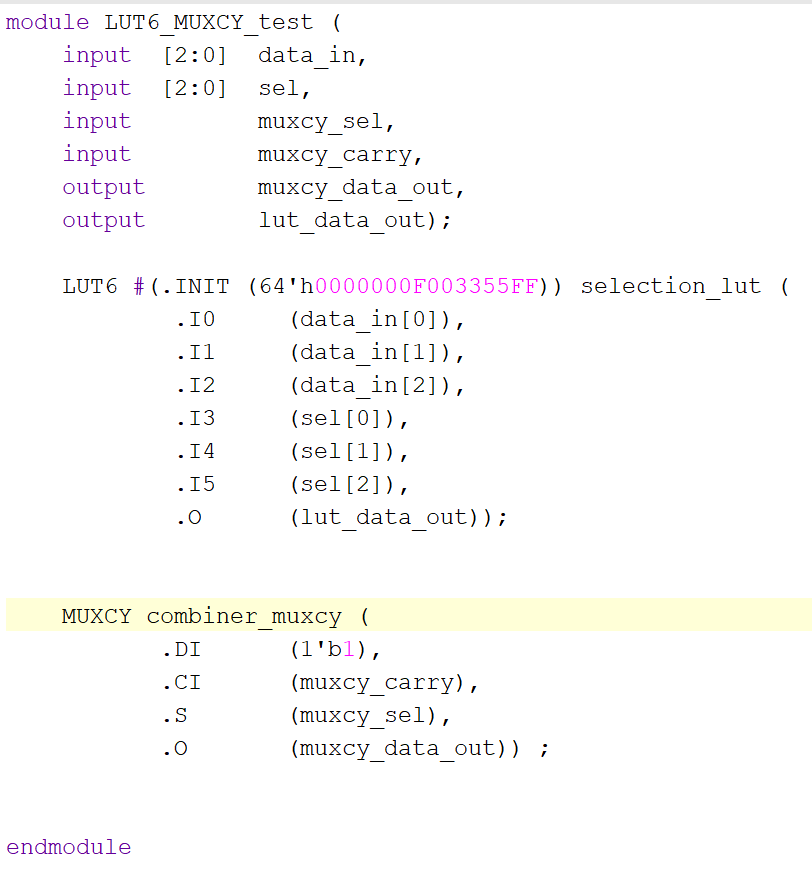 module LUT6_MUXCY_test (
    input  [2:0]  data_in,
    input  [2:0]  sel,
    input         muxcy_sel,
    input         muxcy_carry,
    output        muxcy_data_out,
    output        lut_data_out);
    LUT6 #(.INIT (64'h0000000F003355FF)) selection_lut (
            .I0     (data_in[0]),
            .I1     (data_in[1]),
            .I2     (data_in[2]),
            .I3     (sel[0]),
            .I4     (sel[1]),
            .I5     (sel[2]),
            .O      (lut_data_out));
    MUXCY combiner_muxcy (
           .DI      (1'b1),
           .CI      (muxcy_carry),
           .S       (muxcy_sel),
           .O       (muxcy_data_out)) ;
endmodule